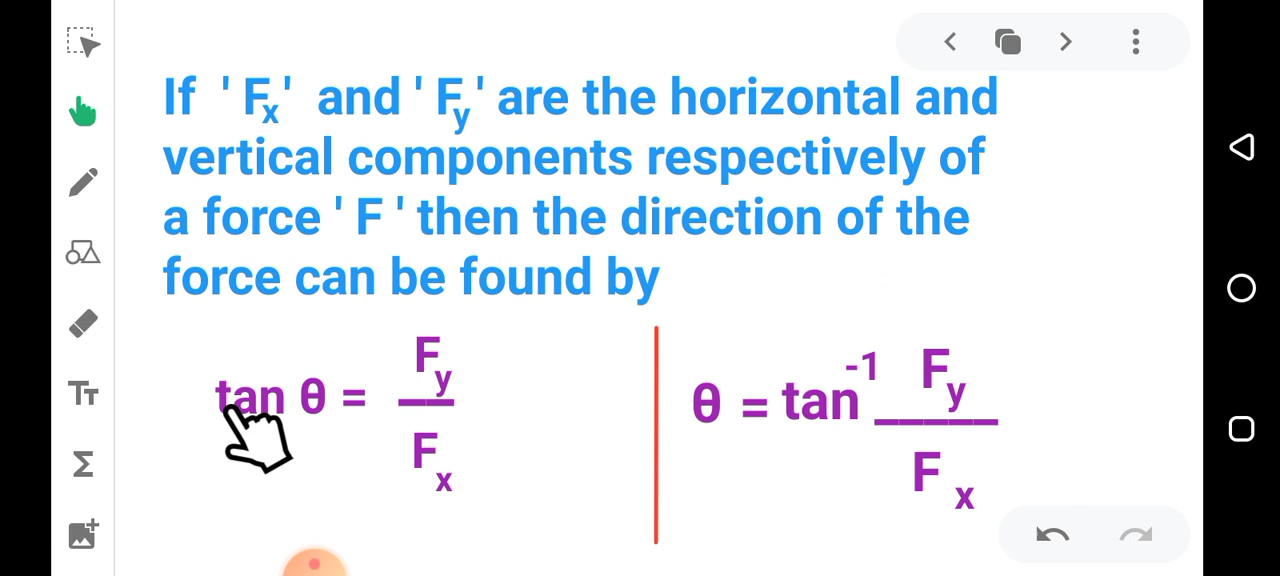 If ' Fx' and ' Fy' are the horizontal and
vertical components respectively of
a force ' F ' then the direction of the
force can be found by
tan θ = Fy / Fx
θ = tan⁻¹ Fy / Fx
Tт
Σ